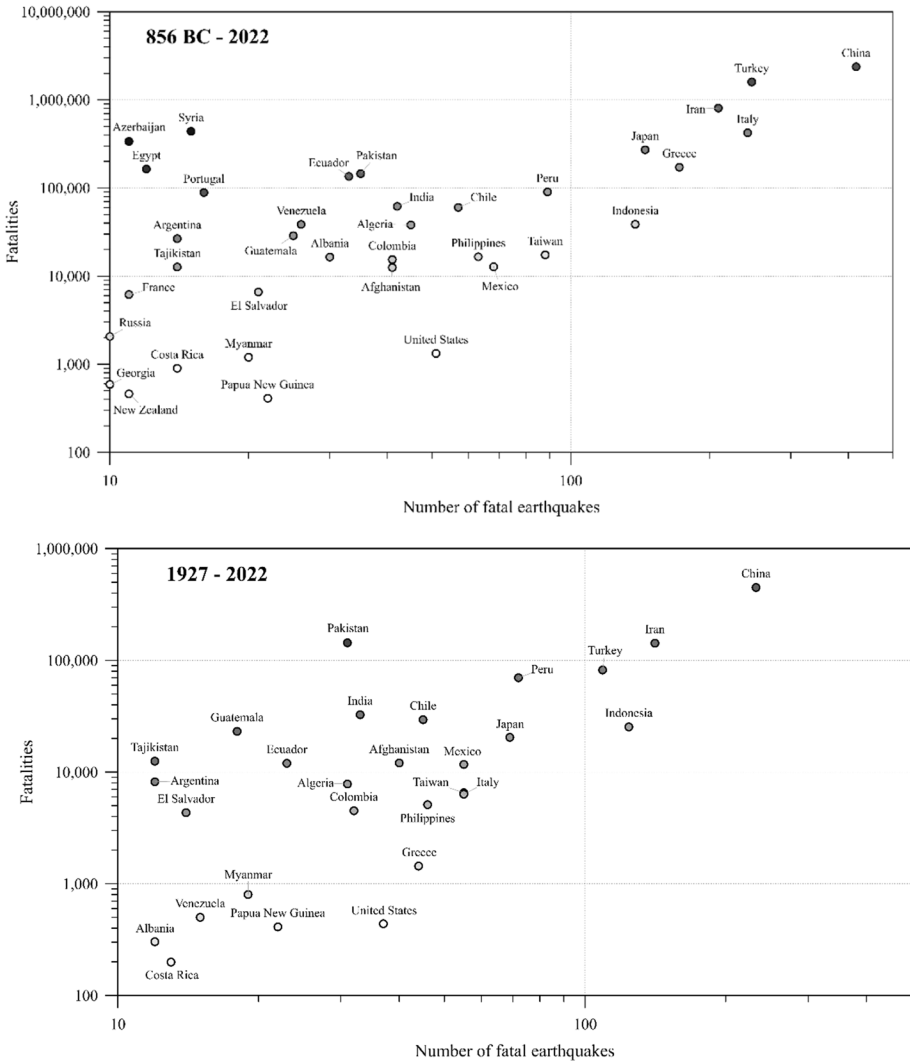 10,000,000
856 BC - 2022
China
Turkey
1,000,000
Iran
Syria
Azerbaijan
Italy
Japan
Egypt
Ecuador
Pakistan
Greece
100,000
Portugal
Peru
India
Chile
Venezuela
Indonesia
Argentina
Algeria
Guatemala
Albania
Colombia
Philippines
Taiwan
Tajikistan
10,000
Afghanistan
Mexico
France
El Salvador
Russia
Costa Rica
Myanmar
United States
1,000
Georgia
Papua New Guinea
New Zealand
100
10
100
Fatalities
Number of fatal earthquakes
1,000,000
1927 - 2022
China
Pakistan
Iran
Turkey
100,000
Peru
India
Chile
Guatemala
Indonesia
Japan
Tajikistan
Ecuador
Afghanistan
Mexico
10,000
Argentina
Algeria
Taiwan
Italy
El Salvador
Colombia
Philippines
Greece
Myanmar
1,000
Venezuela
Papua New Guinea
United States
Albania
Costa Rica
100
10
100
Fatalities
Number of fatal earthquakes